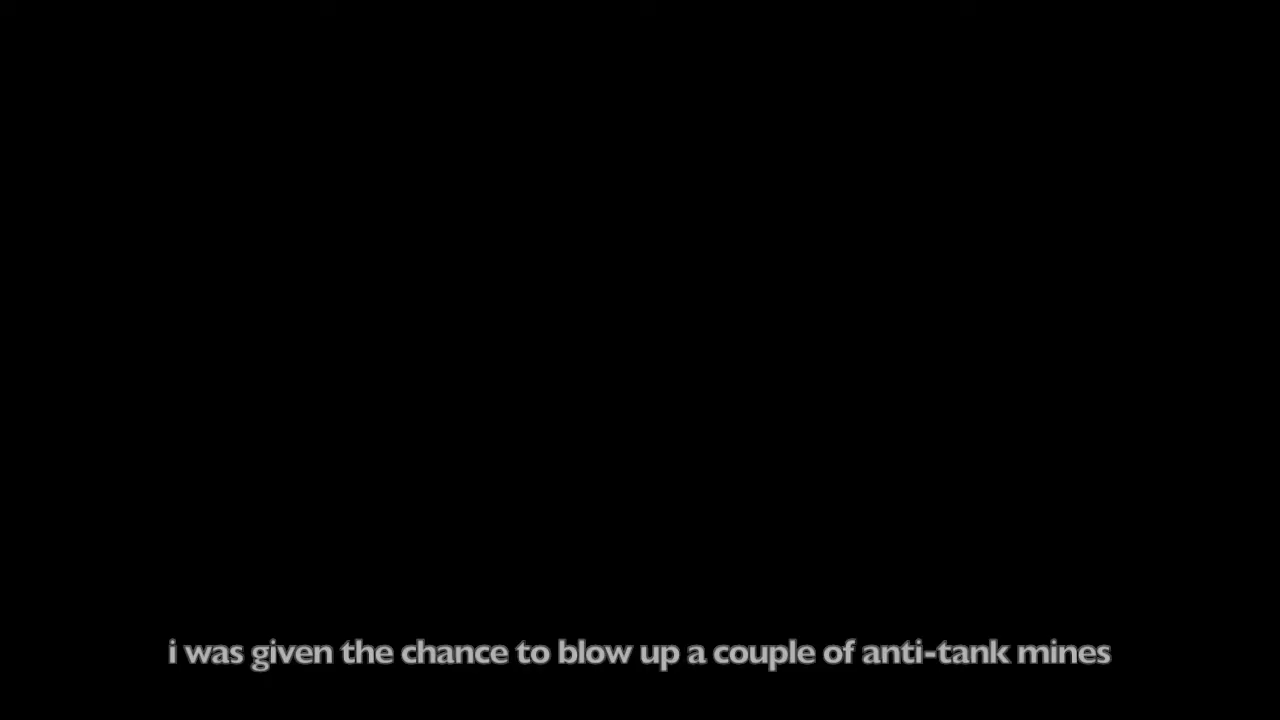 i was given the chance to blow up a couple of anti-tank mines